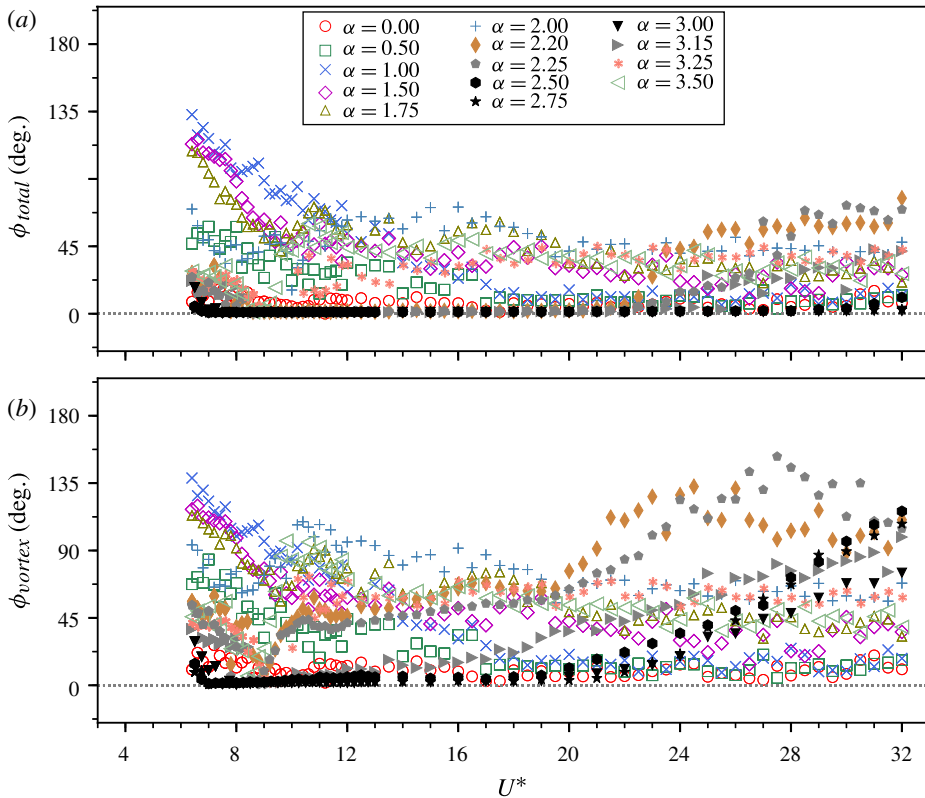 (a)
α = 0.00
α = 0.50
α = 1.00
α = 1.50
α = 1.75
α = 2.00
α = 2.20
α = 2.25
α = 2.50
α = 2.75
α = 3.00
α = 3.15
α = 3.25
α = 3.50
180
135
45
0
ϕtotal (deg.)
(b)
180
135
90
45
0
ϕvortex (deg.)
4 8 12 16 20 24 28 32
U*